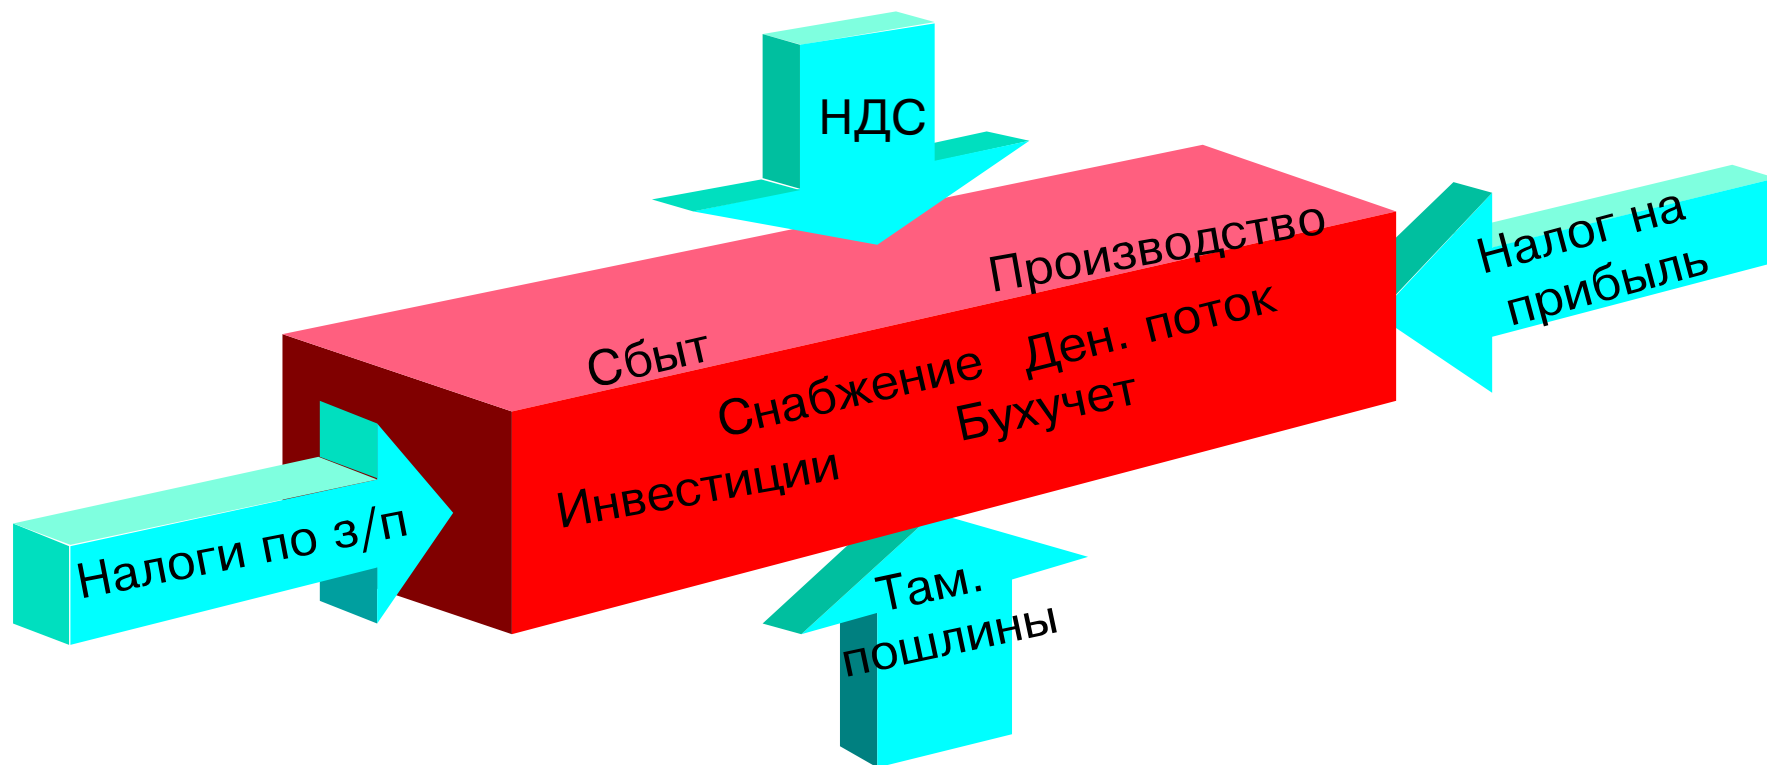 НДС
Налог на
прибыль
Производство
Сбыт
Снабжение Ден. поток
Бухучет
Инвестиции
Налоги по з/п
Там.
пошлины